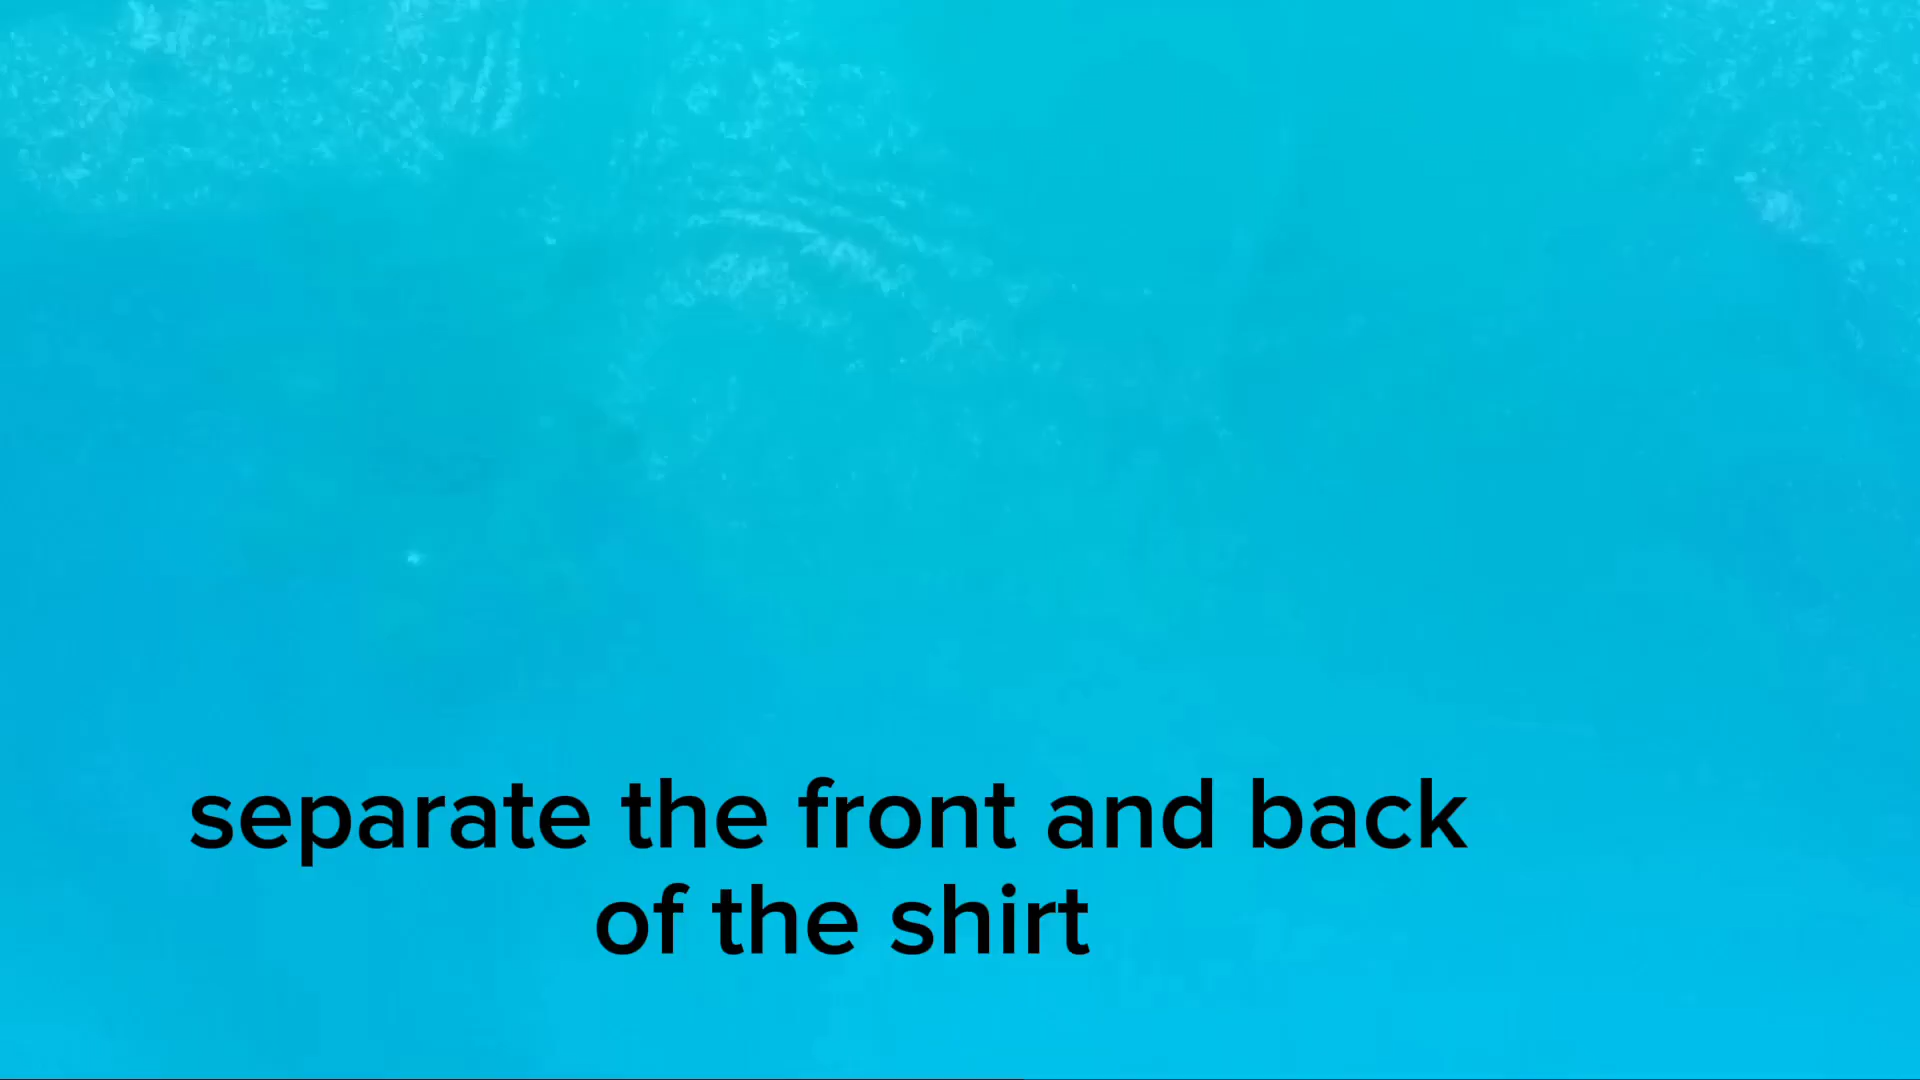 separate the front and back
of the shirt